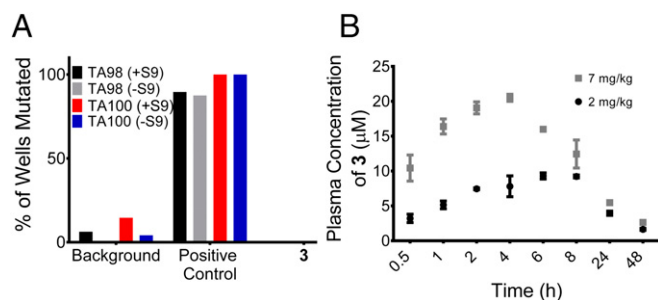 A
% of Wells Mutated
100
50
0
TA98 (+S9)
TA98 (-S9)
TA100 (+S9)
TA100 (-S9)
Background
Positive
Control
3
B
Plasma Concentration
of 3 (μM)
25
20
15
10
5
0
7 mg/kg
2 mg/kg
0.5
1
2
4
6
8
24
48
Time (h)